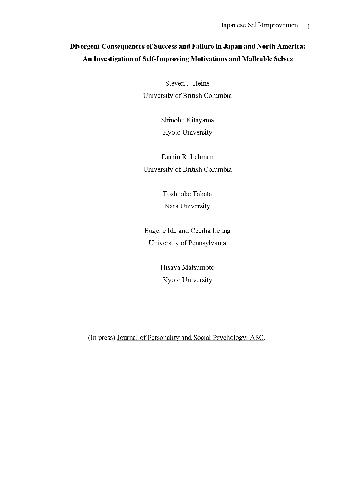 Japanese Self-Improvement 1
Divergent Consequences of Success and Failure in Japan and North America:
An Investigation of Self-Improving Motivations and Malleable Selves
Steven J. Heine
University of British Columbia
Shinobu Kitayama
Kyoto University
Darrin R. Lehman
University of British Columbia
Toshitake Takata
Nara University
Eugene Ide and Cecilia Leung
University of Pennsylvania
Hisaya Matsumoto
Kyoto University
(In press) Journal of Personality and Social Psychology: ASC.